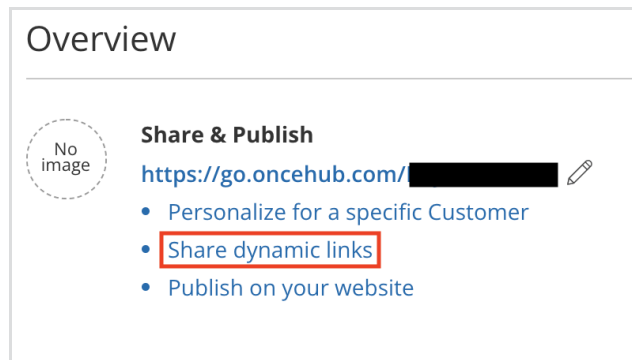 Overview
No
image
Share & Publish
https://go.oncehub.com/
Personalize for a specific Customer
Share dynamic links
Publish on your website